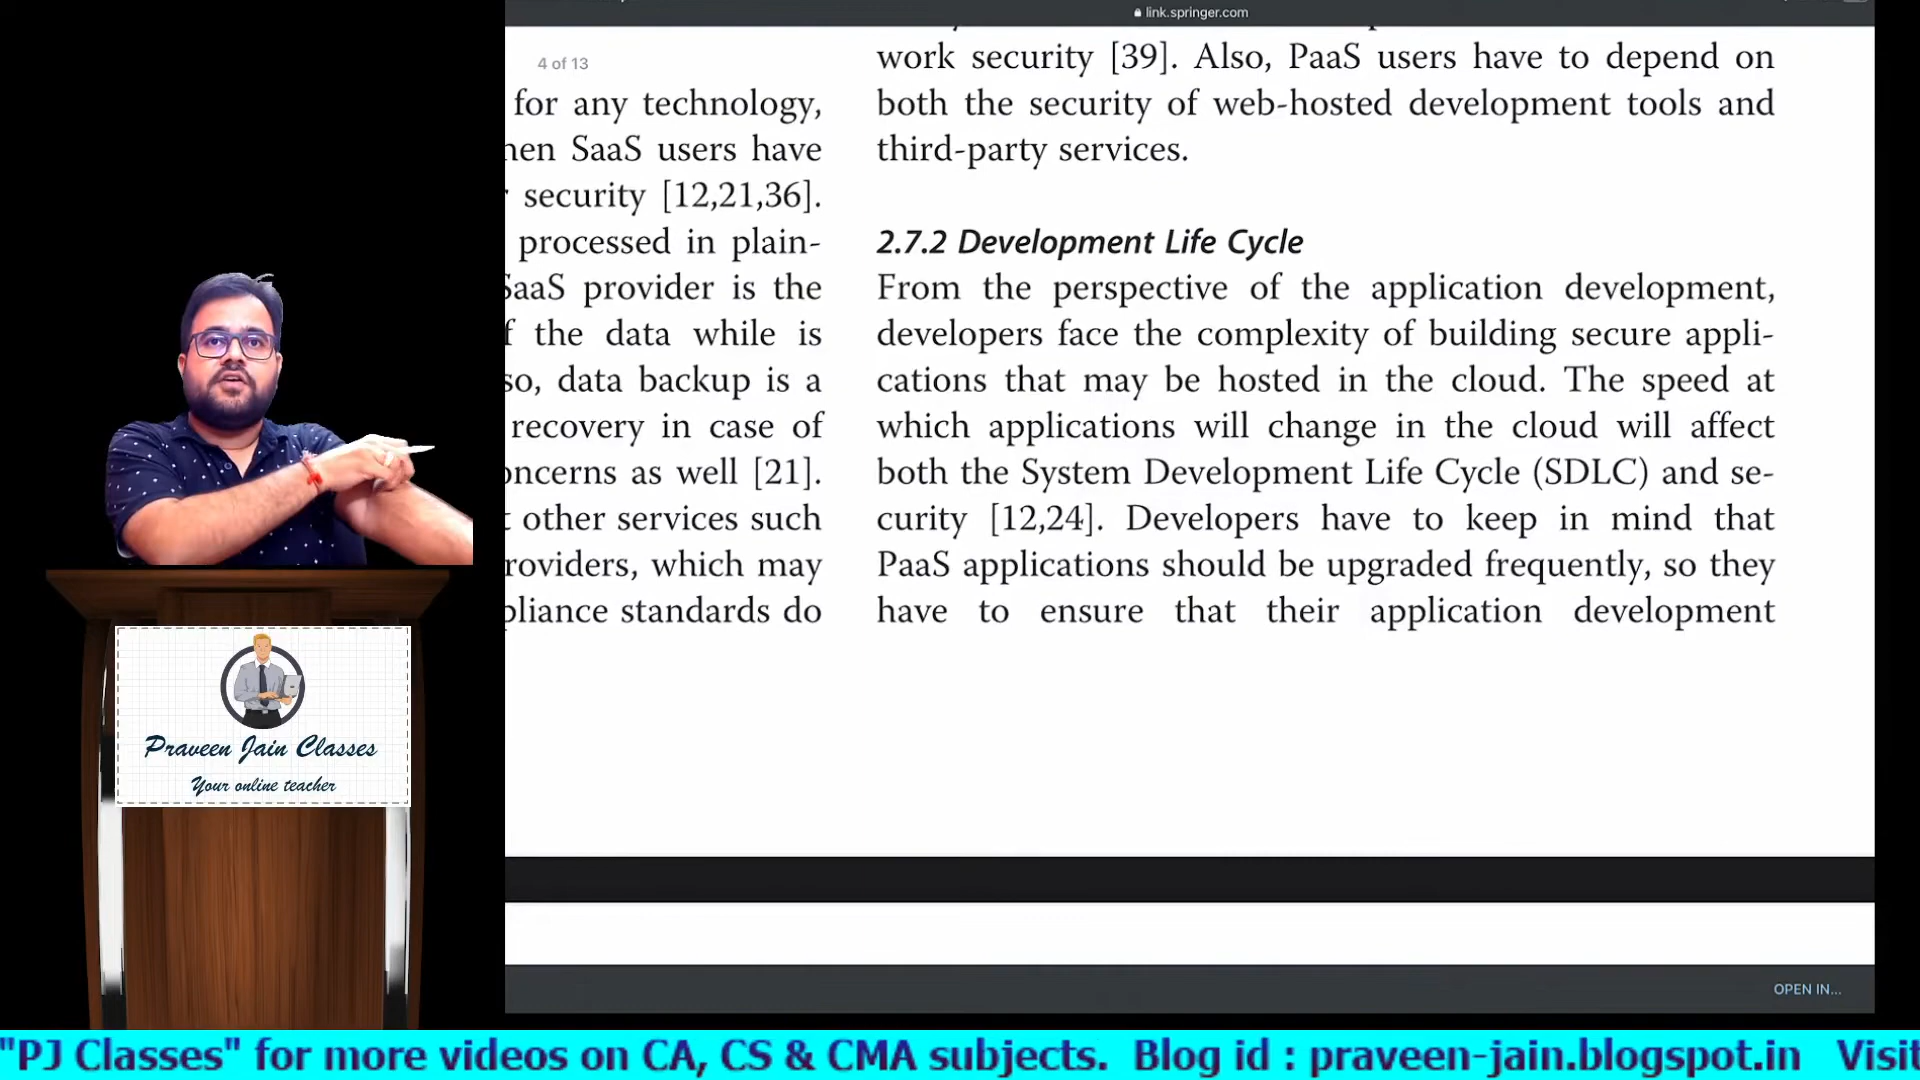 link.springer.com
4 of 13
for any technology,
SaaS users have
security [12,21,36].
processed in plain-
SaaS provider is the
the data while is
data backup is a
recovery in case of
as well [21].
other services such
which may
standards do
work security [39]. Also, PaaS users have to depend on
both the security of web-hosted development tools and
third-party services.
2.7.2 Development Life Cycle
From the perspective of the application development,
developers face the complexity of building secure appli-
cations that may be hosted in the cloud. The speed at
which applications will change in the cloud will affect
both the System Development Life Cycle (SDLC) and se-
curity [12,24]. Developers have to keep in mind that
PaaS applications should be upgraded frequently, so they
have to ensure that their application development
OPEN IN...
Praveen Jain Classes
Your online teacher
"PJ Classes" for more videos on CA, CS & CMA subjects. Blog id : praveen-jain.blogspot.in Visit